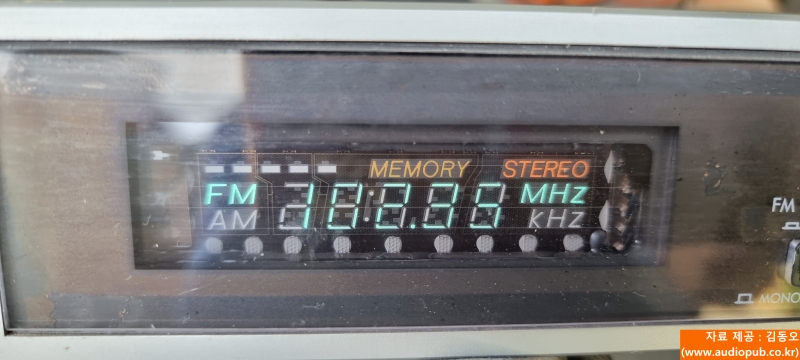 MEMORY STEREO
FM 102.35 MHz
AM KHz
FM
MONO
자료 제공 : 김동오
(www.audiopub.co.kr)